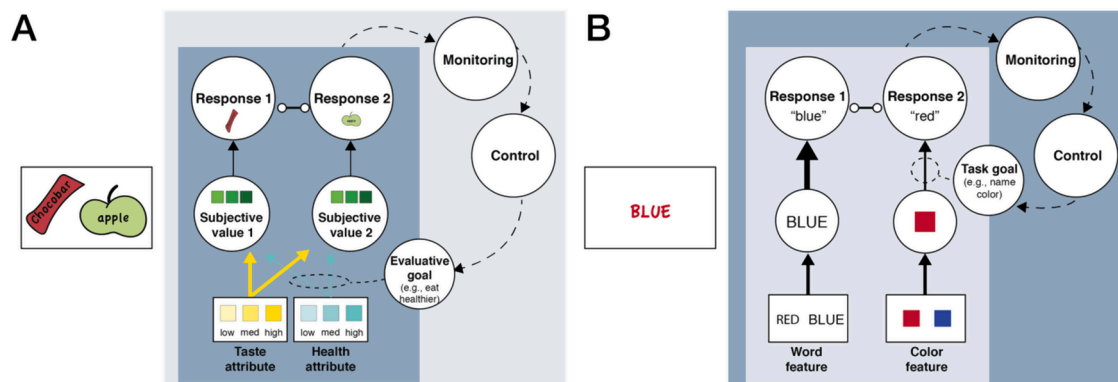 A
Chocobar
apple
Response 1
Response 2
apple
Monitoring
Control
Subjective
value 1
Subjective
value 2
Evaluative
goal
(e.g., eat
healthier)
low med high
low med high
Taste
attribute
Health
attribute
B
BLUE
Response 1
"blue"
Response 2
"red"
Monitoring
Control
Task goal
(e.g., name
color)
BLUE
RED BLUE
Word
feature
Color
feature